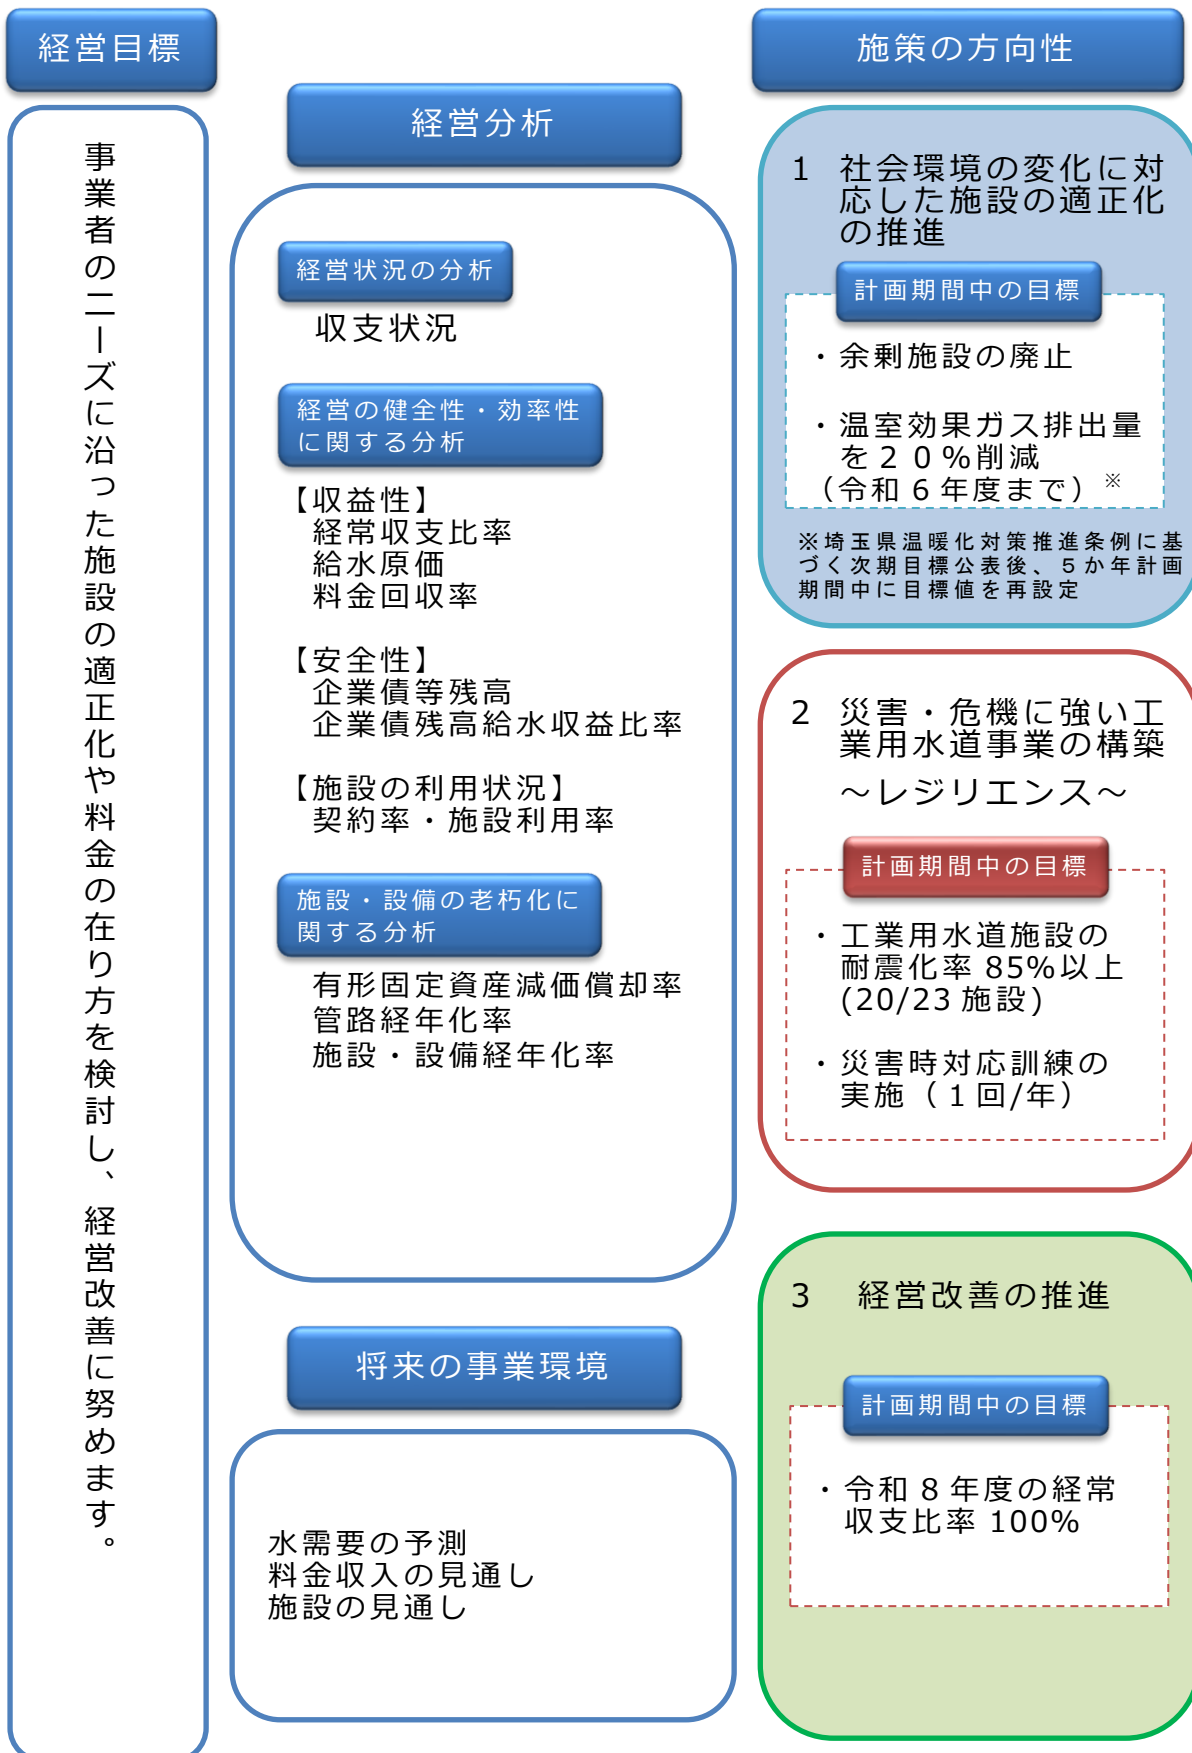 経営目標
事業者のニーズに沿った施設の適正化や料金の在り方を検討し、経営改善に努めます。
経営分析
経営状況の分析
収支状況
経営の健全性・効率性
に関する分析
【収益性】
経常収支比率
給水原価
料金回収率
【安全性】
企業債等残高
企業債残高給水収益比率
【施設の利用状況】
契約率・施設利用率
施設・設備の老朽化に
関する分析
有形固定資産減価償却率
管路経年化率
施設・設備経年化率
将来の事業環境
水需要の予測
料金収入の見通し
施設の見通し
施策の方向性
1 社会環境の変化に対
応した施設の適正化
の推進
計画期間中の目標
・余剰施設の廃止
・温室効果ガス排出量
を20%削減
（令和6年度まで）※
※埼玉県温暖化対策推進条例に基
づく次期目標公表後、5か年計画
期間中に目標値を再設定
2 災害・危機に強い工
業用水道事業の構築
～レジリエンス～
計画期間中の目標
・工業用水道施設の
耐震化率 85%以上
(20/23 施設)
・災害時対応訓練の
実施（1回/年）
3 経営改善の推進
計画期間中の目標
・令和8年度の経常
収支比率 100%